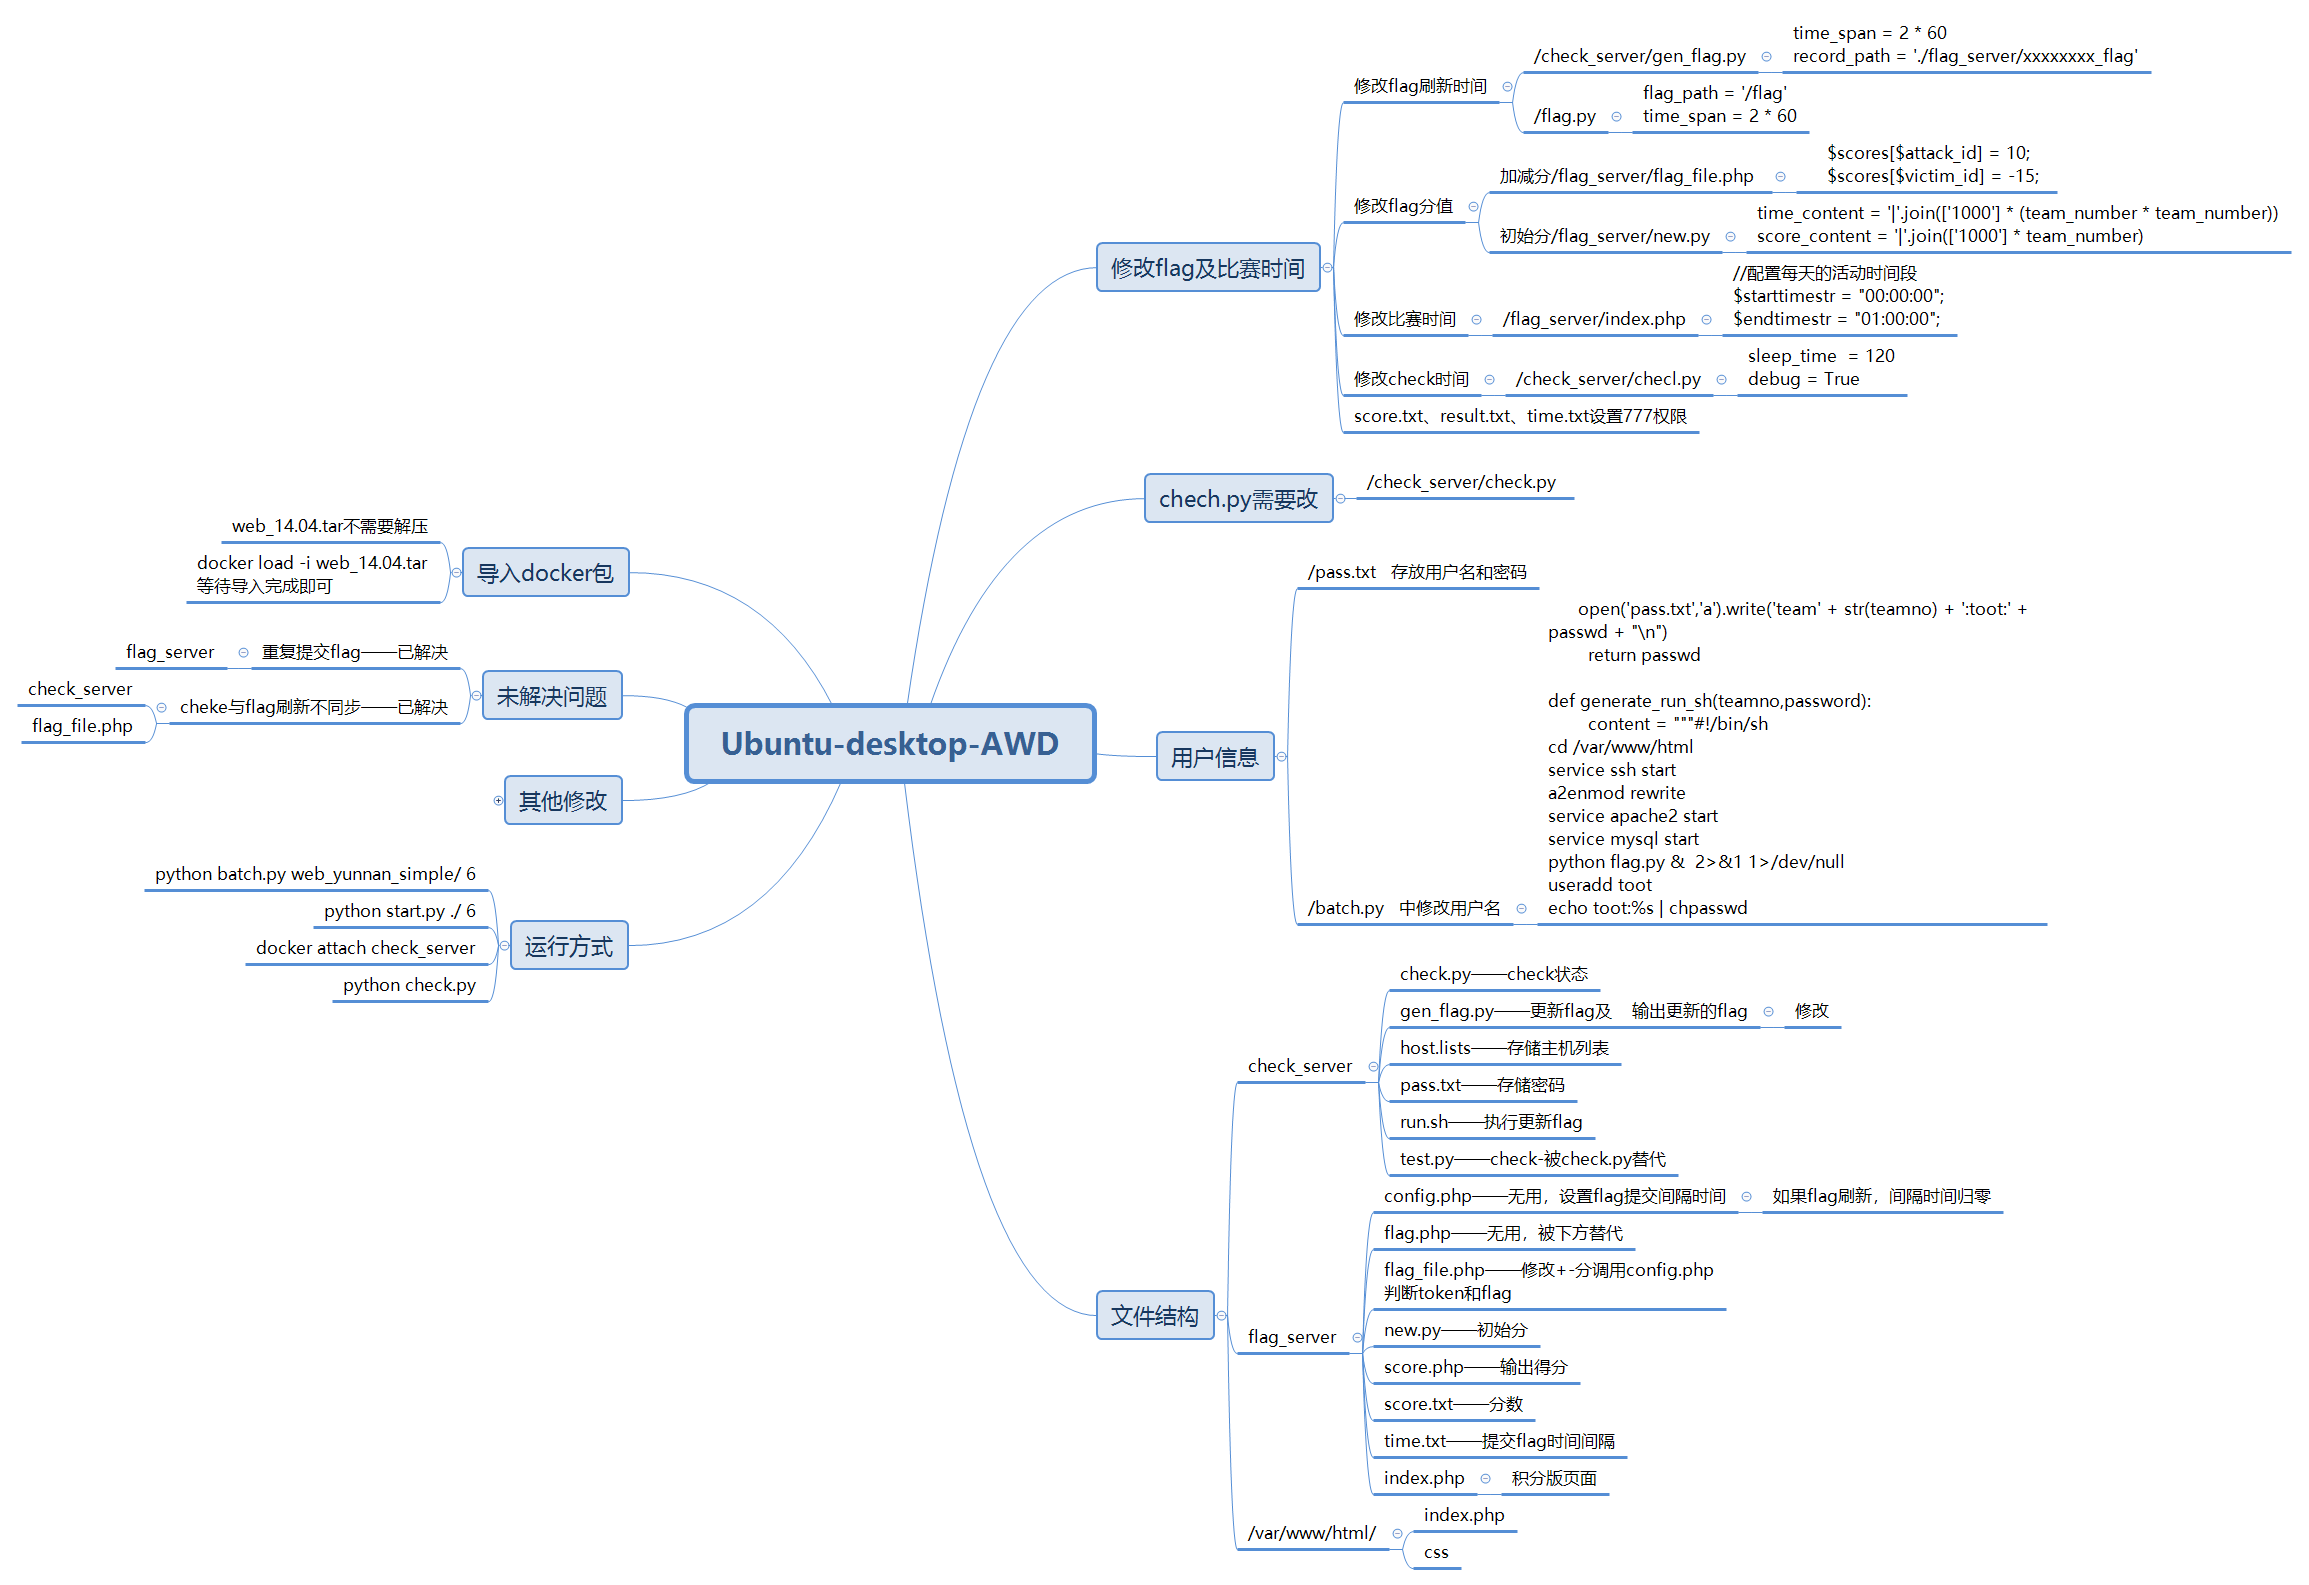 Ubuntu-desktop-AWD
修改flag及比赛时间
修改flag刷新时间
/check_server/gen_flag.py
time_span = 2 * 60
record_path = './flag_server/xxxxxxxx_flag'
/flag.py
flag_path = '/flag'
time_span = 2 * 60
修改flag分值
加减分/flag_server/flag_file.php
$scores[$attack_id] = 10;
$scores[$victim_id] = -15;
初始分/flag_server/new.py
time_content = '|'.join(['1000'] * (team_number * team_number))
score_content = '|'.join(['1000'] * team_number)
修改比赛时间
/flag_server/index.php
//配置每天的活动时间段
$starttimestr = "00:00:00";
$endtimestr = "01:00:00";
修改check时间
/check_server/checl.py
sleep_time  = 120
debug = True
score.txt、result.txt、time.txt设置777权限
chech.py需要改
/check_server/check.py
用户信息
/pass.txt   存放用户名和密码
/batch.py   中修改用户名
open('pass.txt','a').write('team' + str(teamno) + ':toot:' +
passwd + "\n")
return passwd
def generate_run_sh(teamno,password):
content = """#!/bin/sh
cd /var/www/html
service ssh start
a2enmod rewrite
service apache2 start
service mysql start
python flag.py &  2>&1 1>/dev/null
useradd toot
echo toot:%s | chpasswd
文件结构
check_server
check.py——check状态
gen_flag.py——更新flag及    输出更新的flag
修改
host.lists——存储主机列表
pass.txt——存储密码
run.sh——执行更新flag
test.py——check-被check.py替代
flag_server
config.php——无用，设置flag提交间隔时间
如果flag刷新，间隔时间归零
flag.php——无用，被下方替代
flag_file.php——修改+-分调用config.php
判断token和flag
new.py——初始分
score.php——输出得分
score.txt——分数
time.txt——提交flag时间间隔
index.php
积分版页面
/var/www/html/
index.php
css
导入docker包
web_14.04.tar不需要解压
docker load -i web_14.04.tar
等待导入完成即可
未解决问题
重复提交flag——已解决
flag_server
cheke与flag刷新不同步——已解决
check_server
flag_file.php
其他修改
运行方式
python batch.py web_yunnan_simple/ 6
python start.py ./ 6
docker attach check_server
python check.py